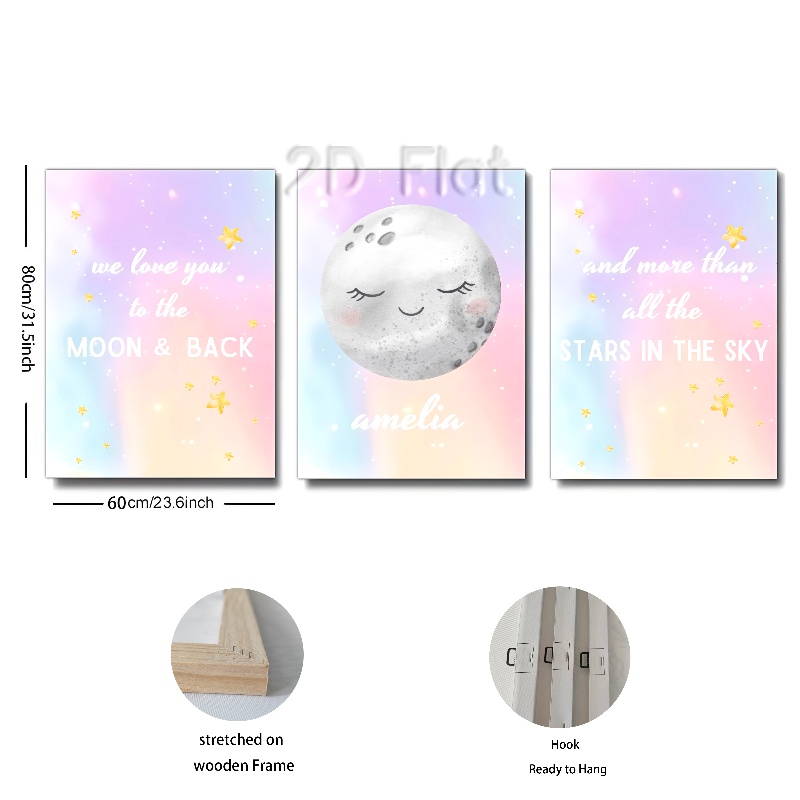 2D Flat
80cm/31.5inch
we love you
to the
MOON & BACK
amelia
and more than
all the
STARS IN THE SKY
60cm/23.6inch
stretched on
wooden Frame
Hook
Ready to Hang